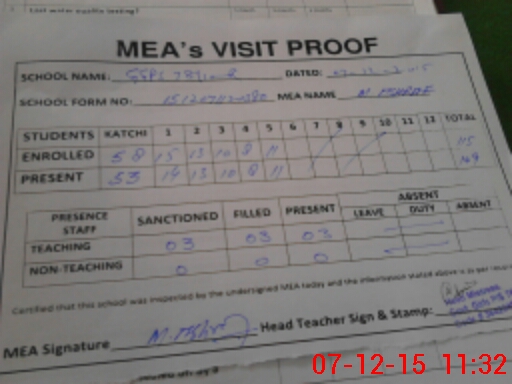 MEA's VISIT PROOF
SCHOOL NAME: DATED:
SCHOOL FORM NO: MEA NAME
STUDENTS KATCHI 1 2 3 4 5 6 7 8 9 10 11 12 TOTAL
ENROLLED 58 15 13 10 8 11 115
PRESENT 53 14 13 10 8 11 109
ABSENT
PRESENCE STAFF SANCTIONED FILLED PRESENT LEAVE DUTY ABSENT
TEACHING 03 03 03
NON-TEACHING 0 0 0
Certified that this school was inspected by the undersigned MEA today and the information stated above is as per
MEA Signature Head Teacher Sign & Stamp:
07-12-15 11:32